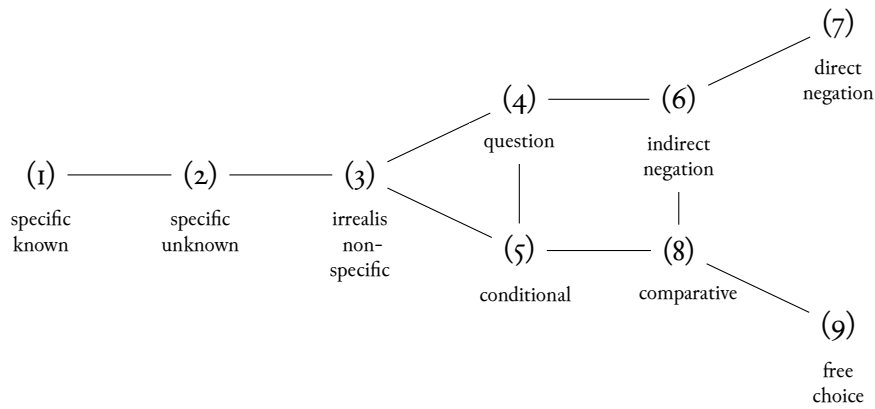 (7)
direct
negation
(4)
question
(6)
indirect
negation
(1)
specific
known
(2)
specific
unknown
(3)
irrealis
non-
specific
(5)
conditional
(8)
comparative
(9)
free
choice